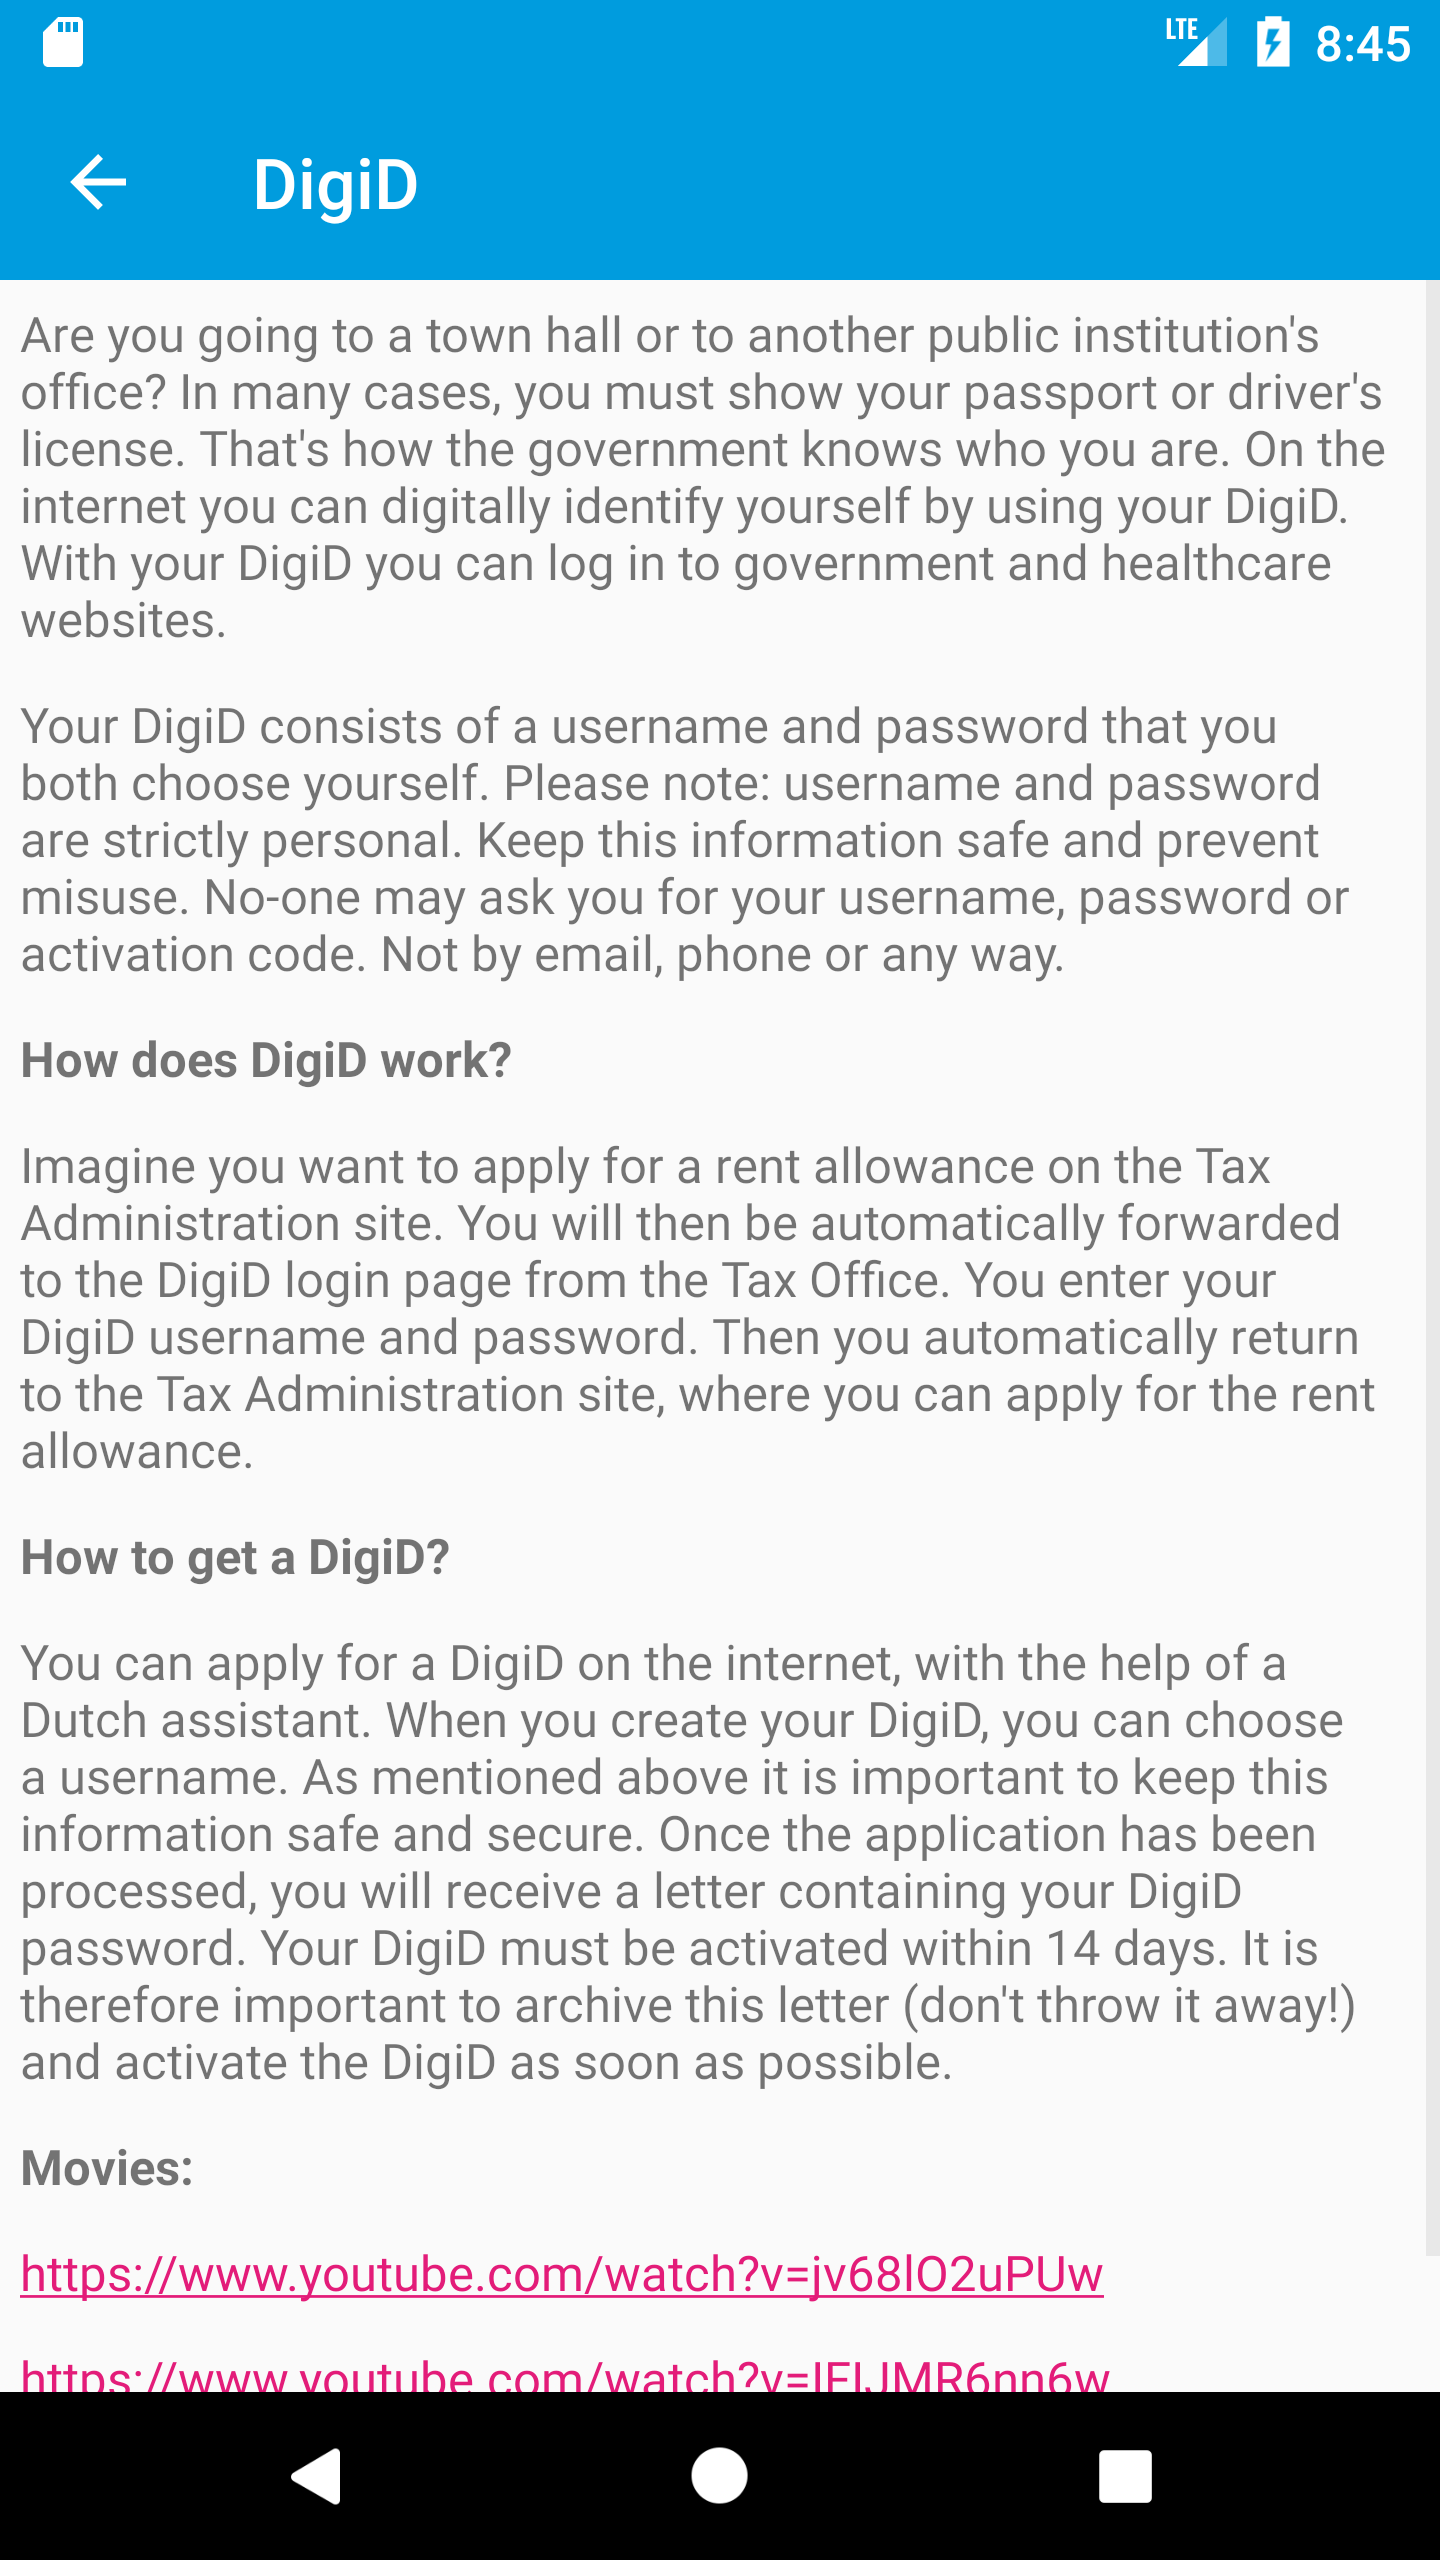 LTE 8:45
DigiD
Are you going to a town hall or to another public institution's
office? In many cases, you must show your passport or driver's
license. That's how the government knows who you are. On the
internet you can digitally identify yourself by using your DigiD.
With your DigiD you can log in to government and healthcare
websites.
Your DigiD consists of a username and password that you
both choose yourself. Please note: username and password
are strictly personal. Keep this information safe and prevent
misuse. No-one may ask you for your username, password or
activation code. Not by email, phone or any way.
How does DigiD work?
Imagine you want to apply for a rent allowance on the Tax
Administration site. You will then be automatically forwarded
to the DigiD login page from the Tax Office. You enter your
DigiD username and password. Then you automatically return
to the Tax Administration site, where you can apply for the rent
allowance.
How to get a DigiD?
You can apply for a DigiD on the internet, with the help of a
Dutch assistant. When you create your DigiD, you can choose
a username. As mentioned above it is important to keep this
information safe and secure. Once the application has been
processed, you will receive a letter containing your DigiD
password. Your DigiD must be activated within 14 days. It is
therefore important to archive this letter (don't throw it away!)
and activate the DigiD as soon as possible.
Movies:
https://www.youtube.com/watch?v=jv68lO2uPUw